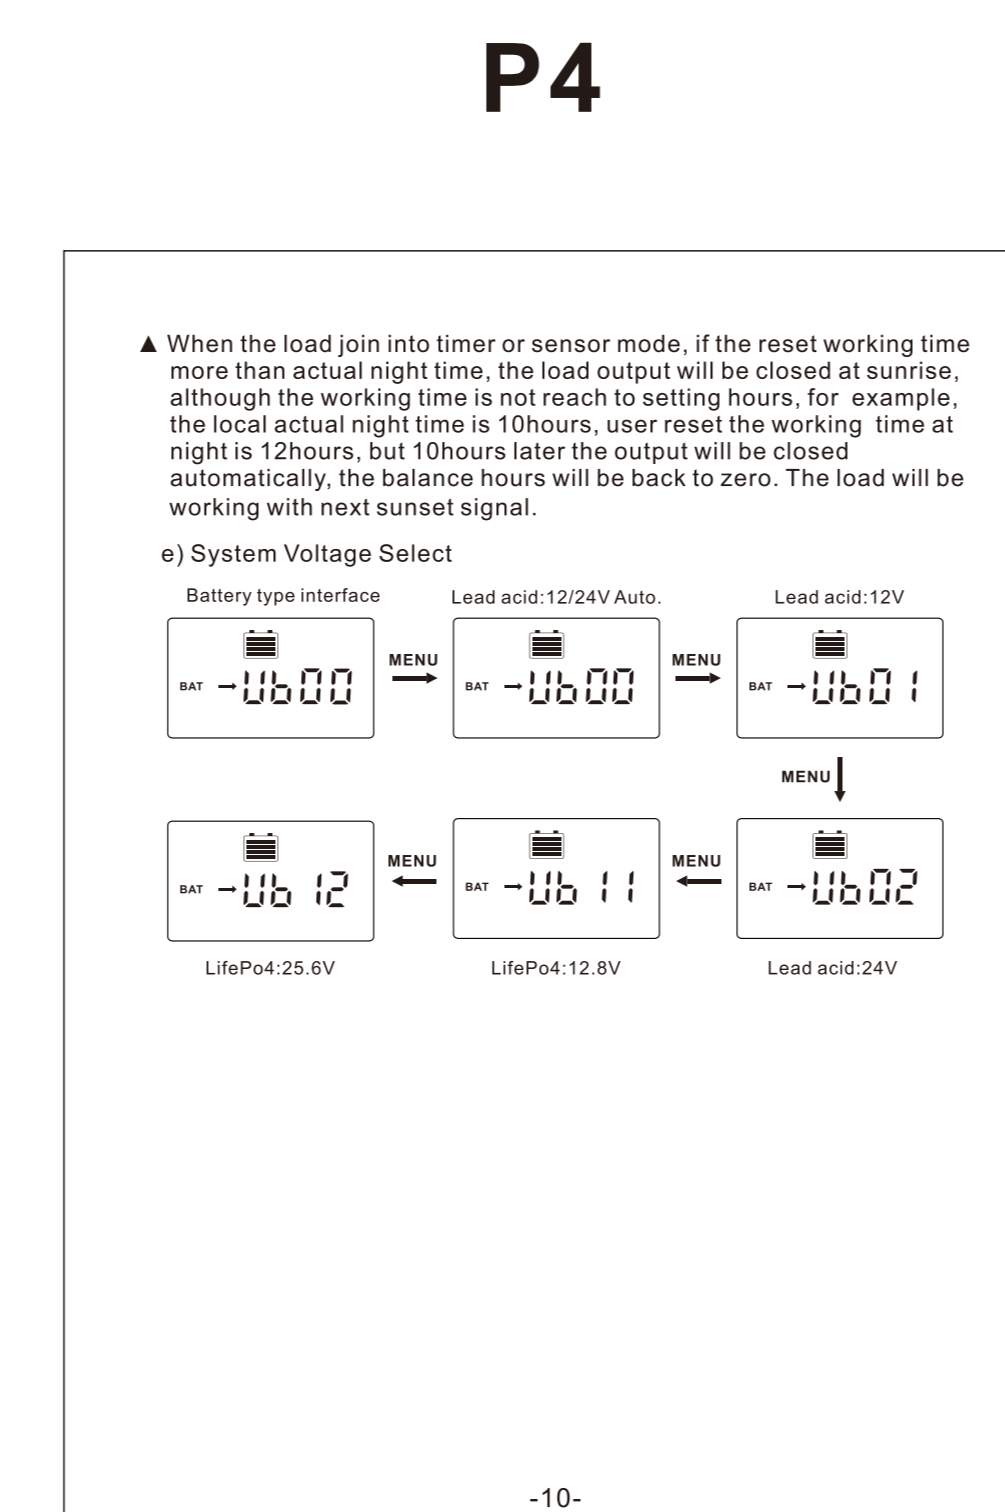 P4
▲ When the load join into timer or sensor mode, if the reset working time
more than actual night time, the load output will be closed at sunrise,
although the working time is not reach to setting hours, for example,
the local actual night time is 10hours, user reset the working time at
night is 12hours, but 10hours later the output will be closed
automatically, the balance hours will be back to zero. The load will be
working with next sunset signal.
e) System Voltage Select
Battery type interface
BAT → Ub00
MENU
Lead acid:12/24V Auto.
BAT → Ub00
MENU
Lead acid:12V
BAT → Ub01
MENU
BAT → Ub02
Lead acid:24V
MENU
BAT → Ub11
LifePo4:12.8V
MENU
BAT → Ub12
LifePo4:25.6V
-10-